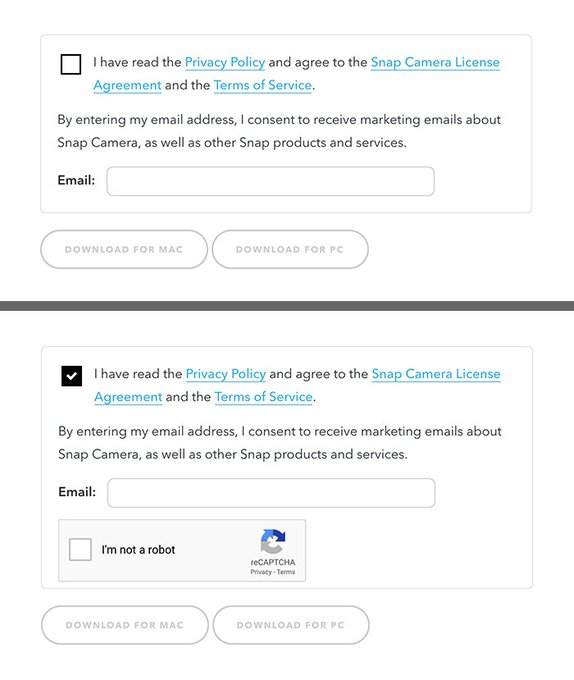 I have read the Privacy Policy and agree to the Snap Camera License
Agreement and the Terms of Service.
By entering my email address, I consent to receive marketing emails about
Snap Camera, as well as other Snap products and services.
Email:
DOWNLOAD FOR MAC DOWNLOAD FOR PC
I have read the Privacy Policy and agree to the Snap Camera License
Agreement and the Terms of Service.
By entering my email address, I consent to receive marketing emails about
Snap Camera, as well as other Snap products and services.
Email:
I'm not a robot
reCAPTCHA
Privacy - Terms
DOWNLOAD FOR MAC DOWNLOAD FOR PC